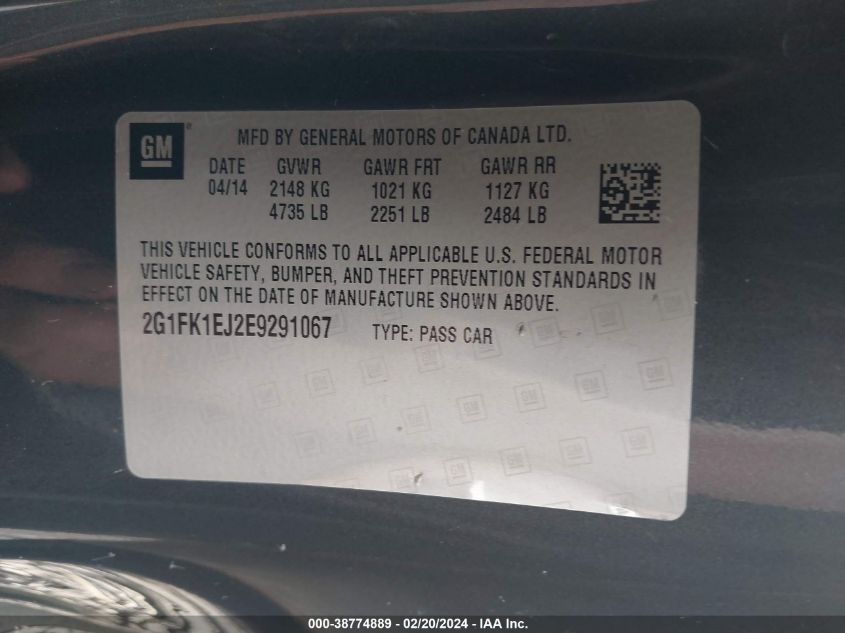 GM
MFD BY GENERAL MOTORS OF CANADA LTD.
DATE GVWR GAWR FRT GAWR RR
04/14 2148 KG 1021 KG 1127 KG
4735 LB 2251 LB 2484 LB
THIS VEHICLE CONFORMS TO ALL APPLICABLE U.S. FEDERAL MOTOR
VEHICLE SAFETY, BUMPER, AND THEFT PREVENTION STANDARDS IN
EFFECT ON THE DATE OF MANUFACTURE SHOWN ABOVE.
2G1FK1EJ2E9291067 TYPE: PASS CAR
000-38774889 - 02/20/2024 - IAA Inc.